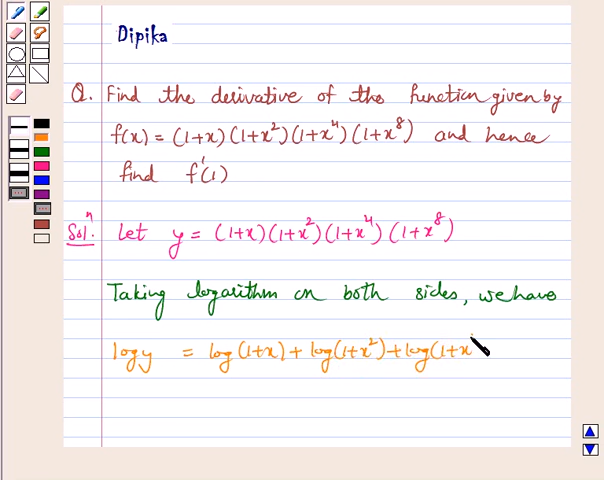 Dipika
Q. Find the derivative of the function given by
f(x) = (1+x)(1+x²)(1+x⁴)(1+x⁸) and hence
find f'(1)
Solⁿ: Let y = (1+x)(1+x²)(1+x⁴)(1+x⁸)
Taking logarithm on both sides, we have
log y = log(1+x) + log(1+x²) + log(1+x